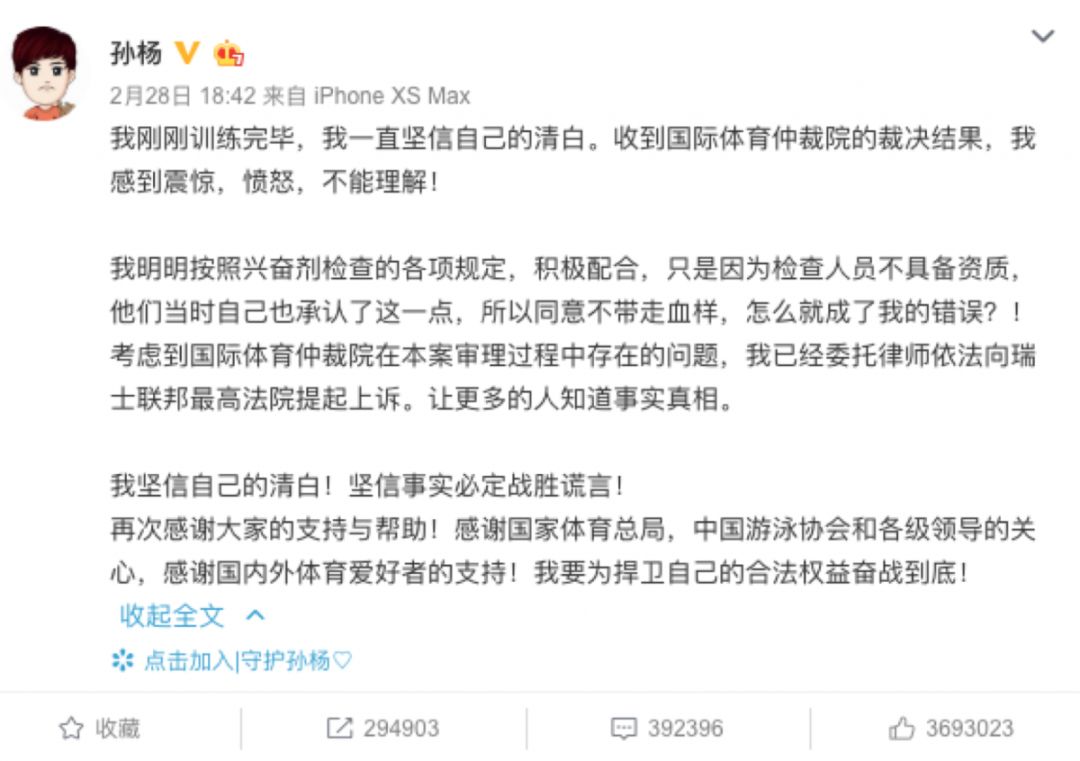 孙杨
2月28日 18:42 来自 iPhone XS Max
我刚刚训练完毕，我一直坚信自己的清白。收到国际体育仲裁院的裁决结果，我
感到震惊，愤怒，不能理解！
我明明按照兴奋剂检查的各项规定，积极配合，只是因为检查人员不具备资质，
他们当时自己也承认了这一点，所以同意不带走血样，怎么就成了我的错误？！
考虑到国际体育仲裁院在本案审理过程中存在的问题，我已经委托律师依法向瑞
士联邦最高法院提起上诉。让更多的人知道事实真相。
我坚信自己的清白！坚信事实必定战胜谎言！
再次感谢大家的支持与帮助！感谢国家体育总局，中国游泳协会和各级领导的关
心，感谢国内外体育爱好者的支持！我要为捍卫自己的合法权益奋战到底！
收起全文
点击加入|守护孙杨♡
收藏 294903 392396 3693023